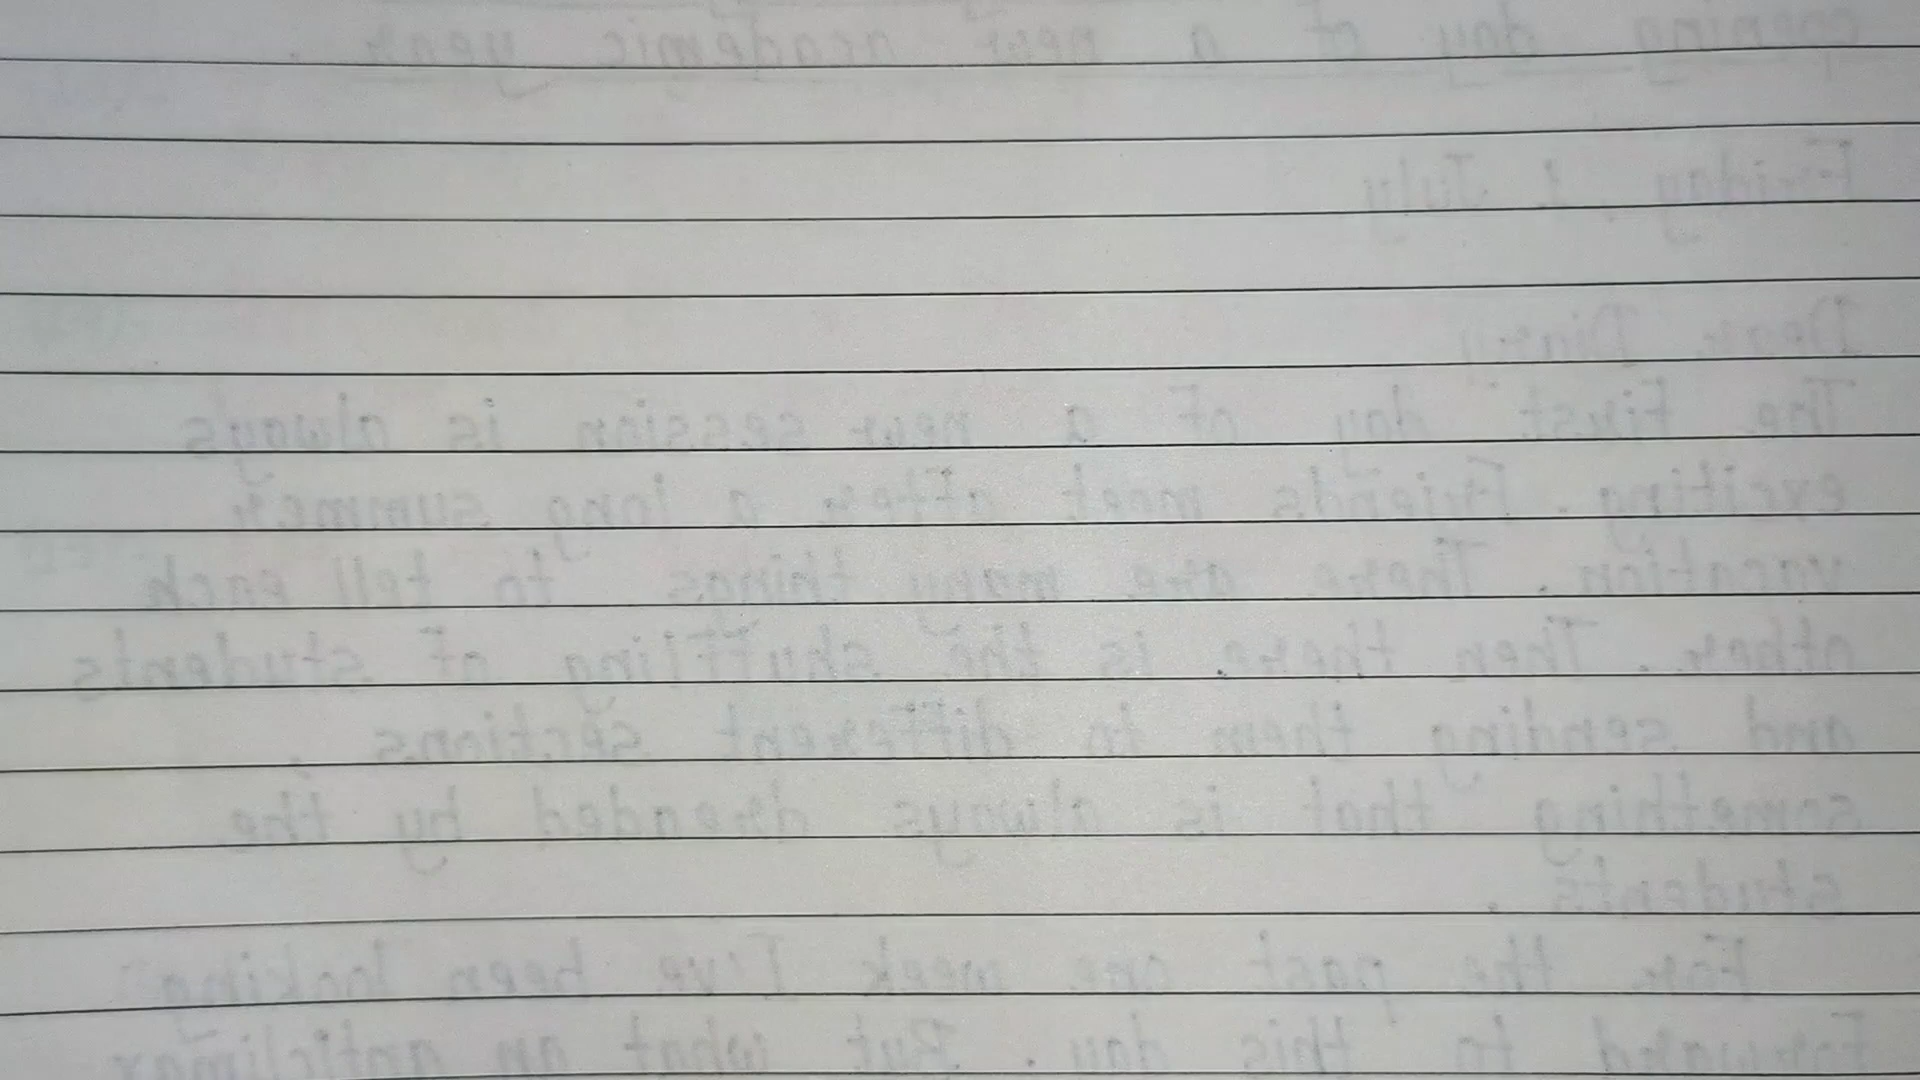 opening day of a new academic year.
Friday 1 July
Dear Diary
The first day of a new session is always
exciting. Friends meet after a long summer
vacation. There are many things to tell each
other. Then there is the shuffling of students
and sending them to different sections,
something that is always dreaded by the
students.
For the past one week I've been looking
forward to this day. But what an anticlimax